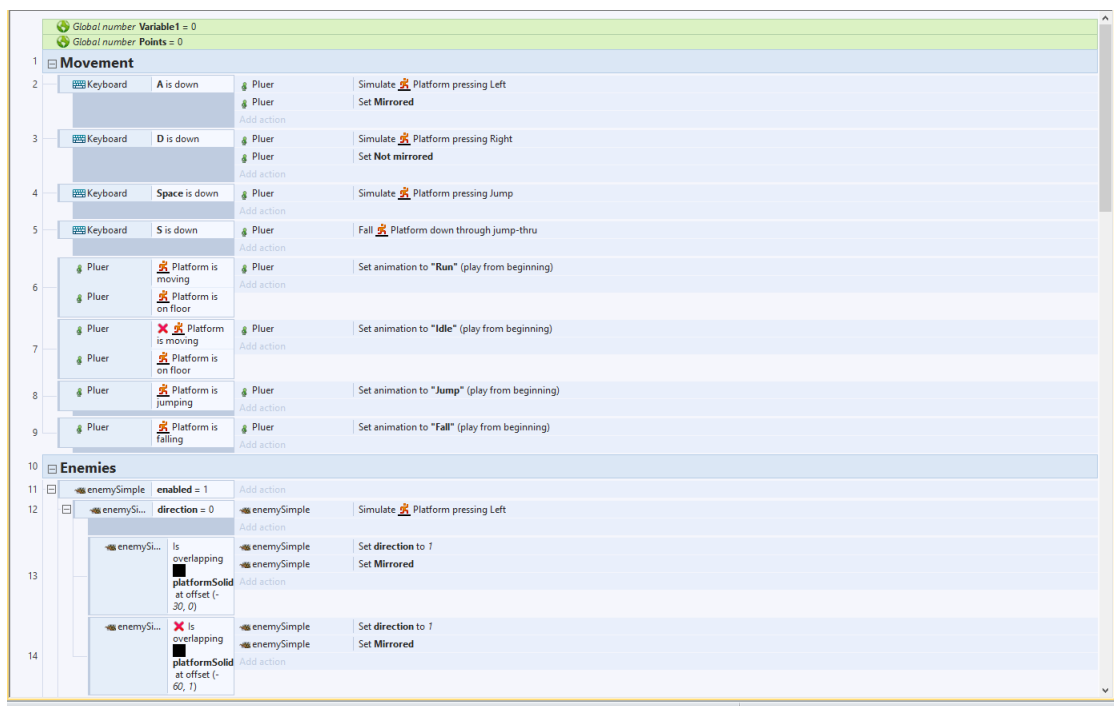 Global number Variable1 = 0
Global number Points = 0
1 Movement
2 Keyboard A is down Pluer Simulate Platform pressing Left
Pluer Set Mirrored
Add action
3 Keyboard D is down Pluer Simulate Platform pressing Right
Pluer Set Not mirrored
Add action
4 Keyboard Space is down Pluer Simulate Platform pressing Jump
Add action
5 Keyboard S is down Pluer Fall Platform down through jump-thru
Add action
6 Pluer Platform is moving Pluer Set animation to "Run" (play from beginning)
Add action
Pluer Platform is on floor
7 Pluer Platform is moving Pluer Set animation to "Idle" (play from beginning)
Add action
Pluer Platform is on floor
8 Pluer Platform is jumping Pluer Set animation to "Jump" (play from beginning)
Add action
9 Pluer Platform is falling Pluer Set animation to "Fall" (play from beginning)
Add action
10 Enemies
11 enemySimple enabled = 1 Add action
12 enemySi... direction = 0 enemySimple Simulate Platform pressing Left
Add action
13 enemySi... Is overlapping platformSolid at offset (-30, 0) enemySimple Set direction to 1
enemySimple Set Mirrored
Add action
14 enemySi... Is overlapping platformSolid at offset (-60, 1) enemySimple Set direction to 1
enemySimple Set Mirrored
Add action